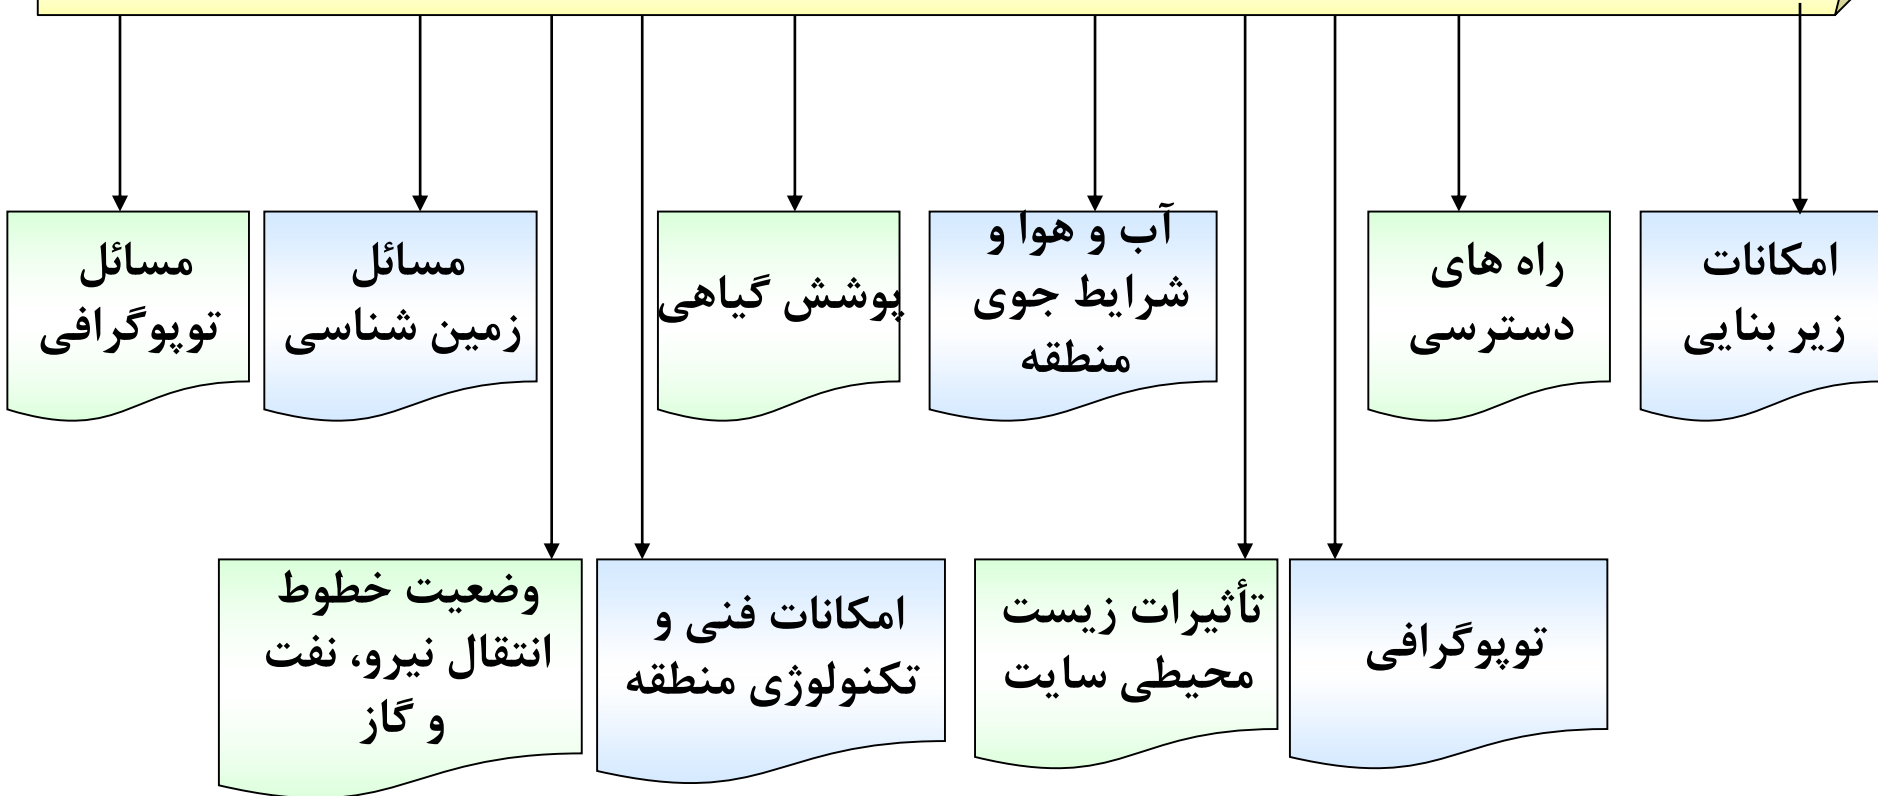 امکانات
زیر بنایی
راه های
دسترسی
آب و هوا و
شرایط جوی
منطقه
پوشش گیاهی
مسائل
زمین شناسی
مسائل
توپوگرافی
توپوگرافی
تأثیرات زیست
محیطی سایت
امکانات فنی و
تکنولوژی منطقه
وضعیت خطوط
انتقال نیرو، نفت
و گاز